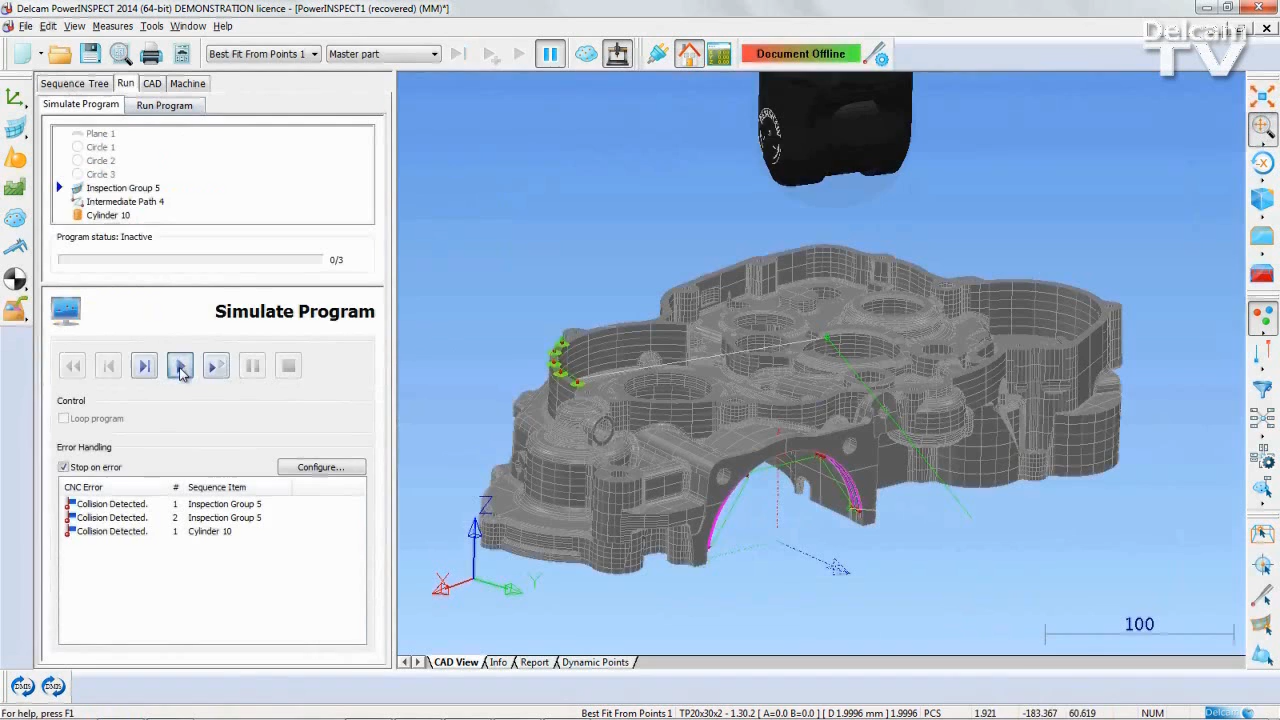 Delcam PowerINSPECT 2014 (64-bit) DEMONSTRATION licence - [PowerINSPECT1 (recovered) (MM)*]
File Edit View Measures Tools Window Help
Delcam
TV
Best Fit From Points 1 Master part Document Offline
Sequence Tree Run CAD Machine
Simulate Program Run Program
Plane 1
Circle 1
Circle 2
Circle 3
Inspection Group 5
Intermediate Path 4
Cylinder 10
Program status: Inactive
0/3
Simulate Program
Control
Loop program
Error Handling
Stop on error Configure...
CNC Error # Sequence Item
Collision Detected. 1 Inspection Group 5
Collision Detected. 2 Inspection Group 5
Collision Detected. 1 Cylinder 10
Z
X
Y
100
CAD View Info Report Dynamic Points
DMIS DMIS
For help, press F1 Best Fit From Points 1 TP20x30x2 - 1.30.2 [ A=0.0 B=0.0 ] [ D 1.9996 mm ] 1.9996 PCS 1.921 -183.367 60.619 NUM Delcam